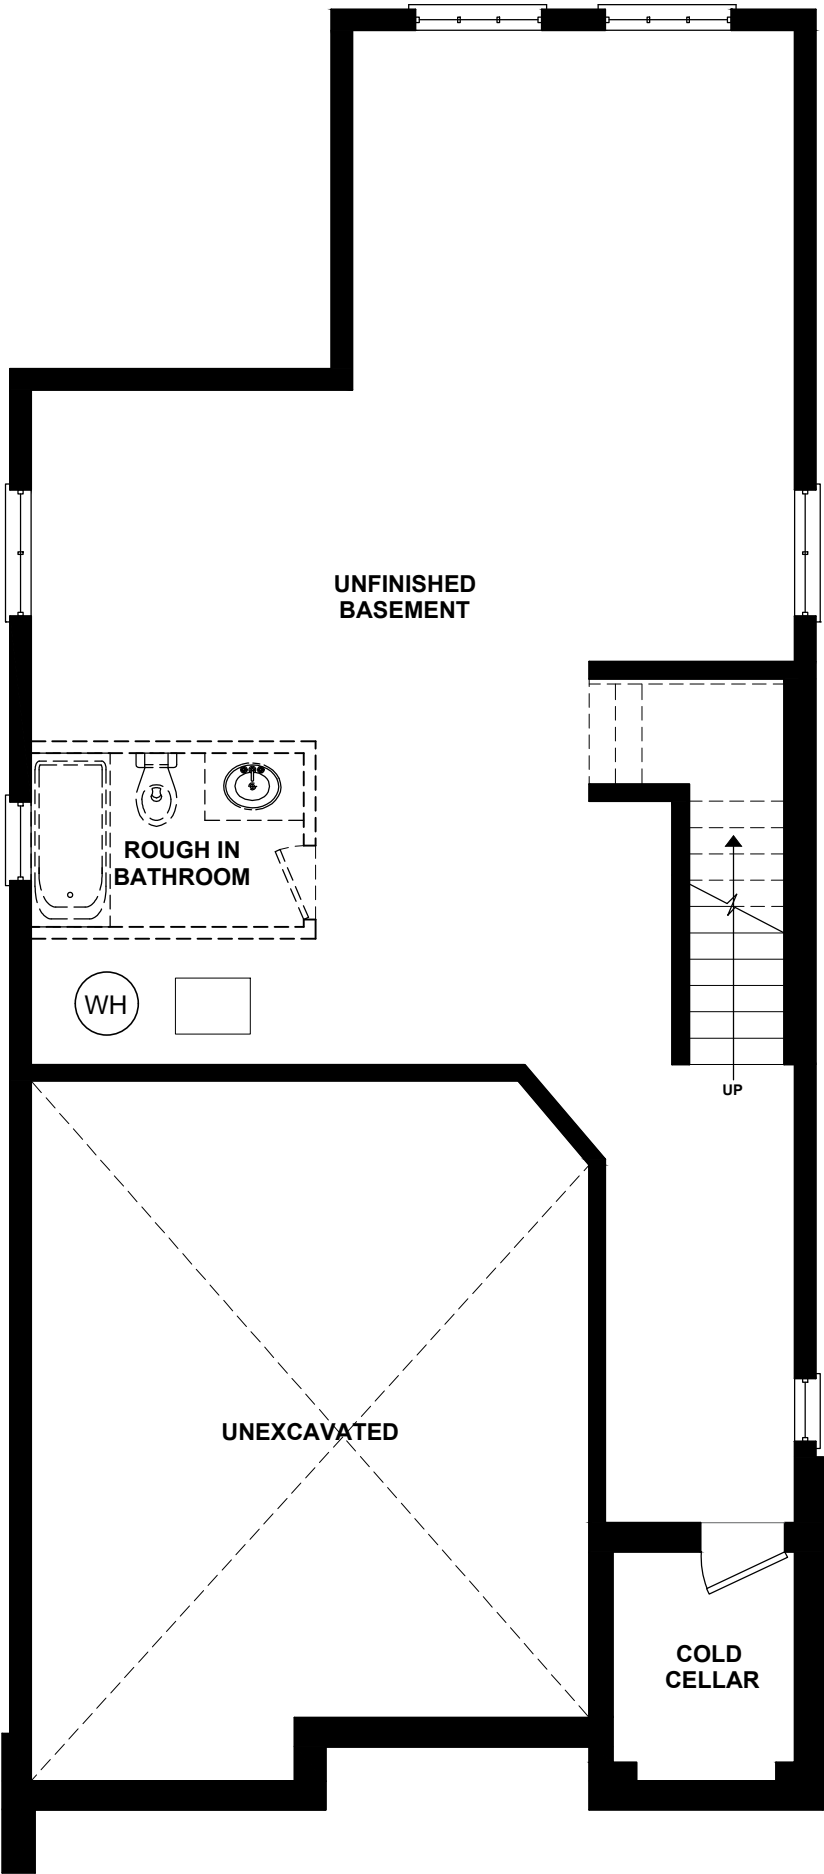 UNFINISHED
BASEMENT
ROUGH IN
BATHROOM
WH
UP
UNEXCAVATED
COLD
CELLAR